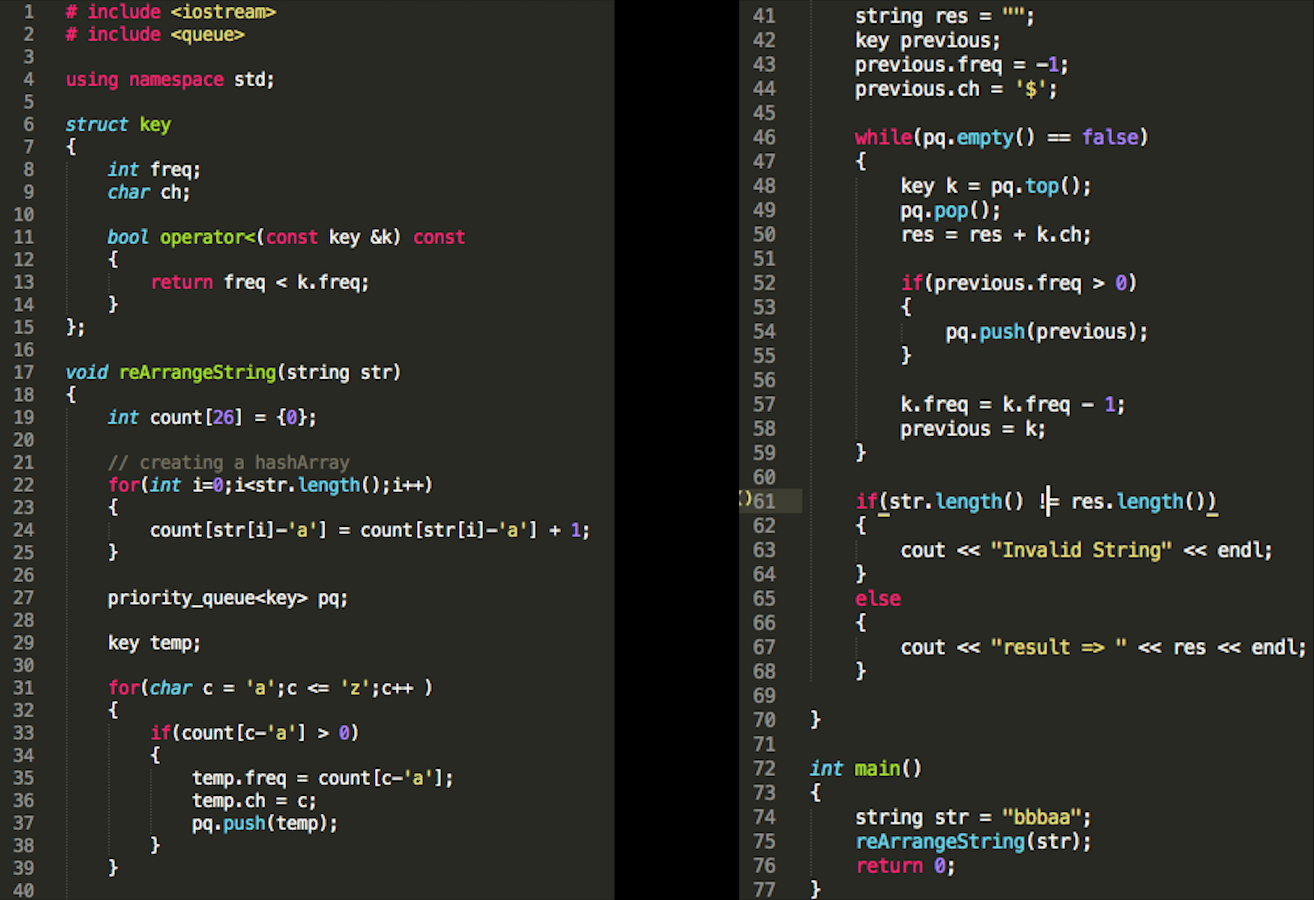 1 # include <iostream>
2 # include <queue>
3
4 using namespace std;
5
6 struct key
7 {
8     int freq;
9     char ch;
10
11     bool operator<(const key &k) const
12     {
13         return freq < k.freq;
14     }
15 };
16
17 void reArrangeString(string str)
18 {
19     int count[26] = {0};
20
21     // creating a hashArray
22     for(int i=0;i<str.length();i++)
23     {
24         count[str[i]-'a'] = count[str[i]-'a'] + 1;
25     }
26
27     priority_queue<key> pq;
28
29     key temp;
30
31     for(char c = 'a';c <= 'z';c++ )
32     {
33         if(count[c-'a'] > 0)
34         {
35             temp.freq = count[c-'a'];
36             temp.ch = c;
37             pq.push(temp);
38         }
39     }
40
41     string res = "";
42     key previous;
43     previous.freq = -1;
44     previous.ch = '$';
45
46     while(pq.empty() == false)
47     {
48         key k = pq.top();
49         pq.pop();
50         res = res + k.ch;
51
52         if(previous.freq > 0)
53         {
54             pq.push(previous);
55         }
56
57         k.freq = k.freq - 1;
58         previous = k;
59     }
60
()61     if(str.length() != res.length())
62     {
63         cout << "Invalid String" << endl;
64     }
65     else
66     {
67         cout << "result => " << res << endl;
68     }
69
70 }
71
72 int main()
73 {
74     string str = "bbbaa";
75     reArrangeString(str);
76     return 0;
77 }